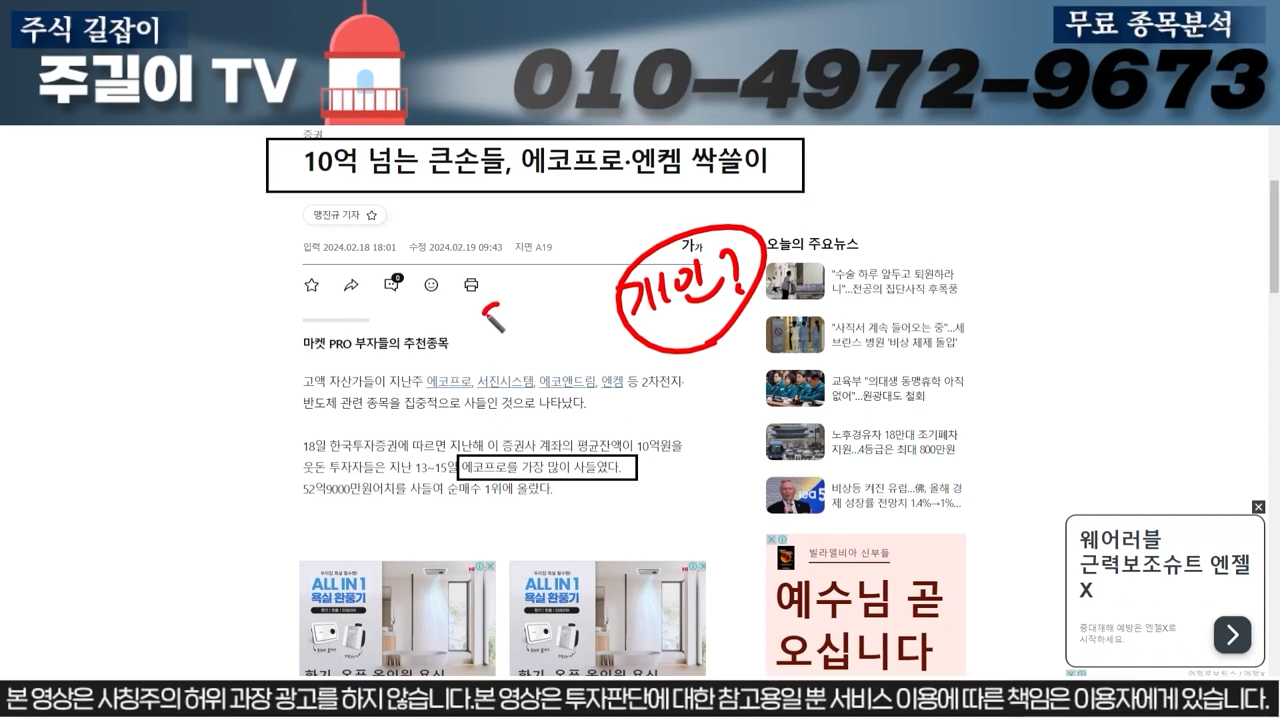 주식 길잡이
주길이 TV
무료 종목분석
010-4972-9673
증권
10억 넘는 큰손들, 에코프로·엔켐 싹쓸이
맹진규 기자
입력 2024.02.18 18:01 수정 2024.02.19 09:43 지면 A19
가가
0
개인?
마켓 PRO 부자들의 추천종목
고액 자산가들이 지난주 에코프로, 서진시스템, 에코앤드림, 엔켐 등 2차전지·
반도체 관련 종목을 집중적으로 사들인 것으로 나타났다.
18일 한국투자증권에 따르면 지난해 이 증권사 계좌의 평균잔액이 10억원을
웃돈 투자자들은 지난 13~15일 에코프로를 가장 많이 사들였다.
52억9000만원어치를 사들여 순매수 1위에 올랐다.
오늘의 주요뉴스
"수술 하루 앞두고 퇴원하라
니"...전공의 집단사직 후폭풍
"사직서 계속 들어오는 중"...세
브란스 병원 '비상 체제 돌입'
교육부 "의대생 동맹휴학 아직
없어"...원광대도 철회
노후경유차 18만대 조기폐차
지원...4등급은 최대 800만원
비상등 켜진 유럽...佛, 올해 경
제 성장률 전망치 1.4%→1%...
우리집 욕실 필수템!
ALL IN 1
욕실 환풍기
우리집 욕실 필수템!
ALL IN 1
욕실 환풍기
빌라델비아 신부들
예수님 곧
오십니다
웨어러블
근력보조슈트 엔젤
X
중대재해 예방은 엔젤X로
시작하세요.
본 영상은 사칭주의 허위 과장 광고를 하지 않습니다.본 영상은 투자판단에 대한 참고용일 뿐 서비스 이용에 따른 책임은 이용자에게 있습니다.